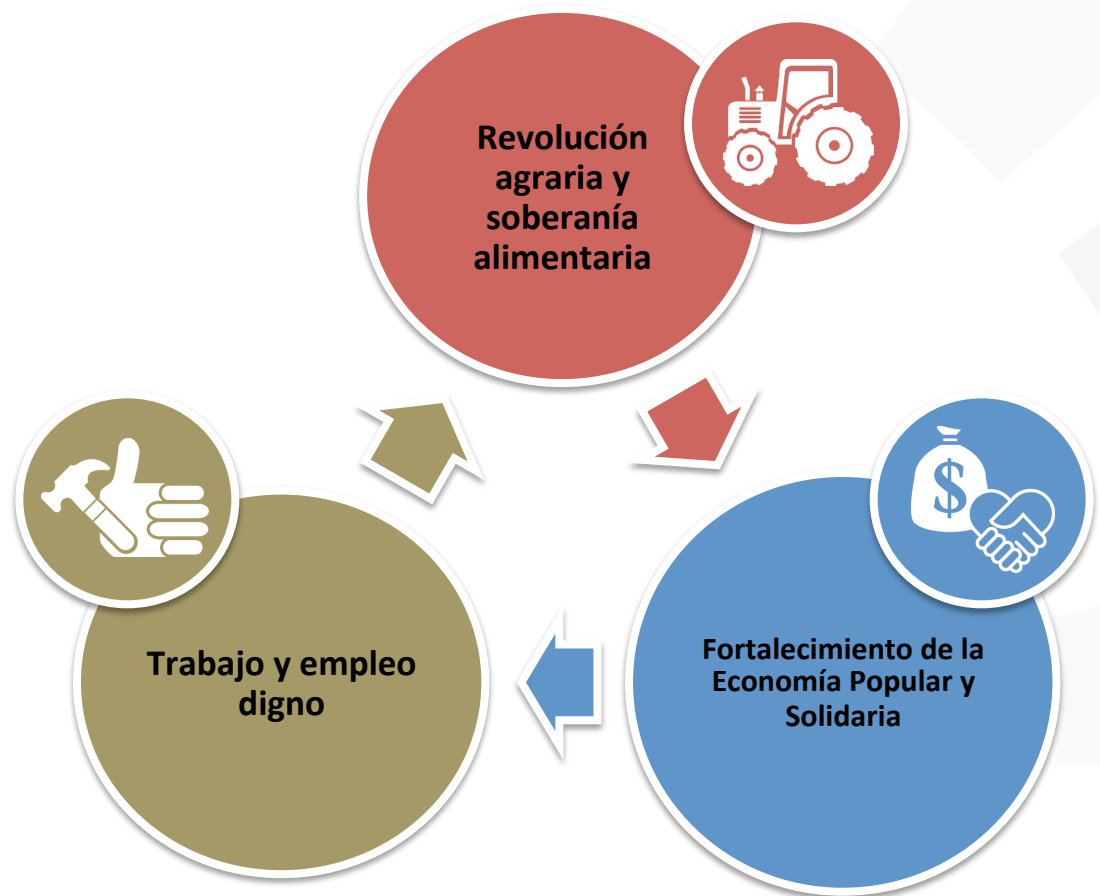 Revolución
agraria y
soberanía
alimentaria
$
Fortalecimiento de la
Economía Popular y
Solidaria
Trabajo y empleo
digno